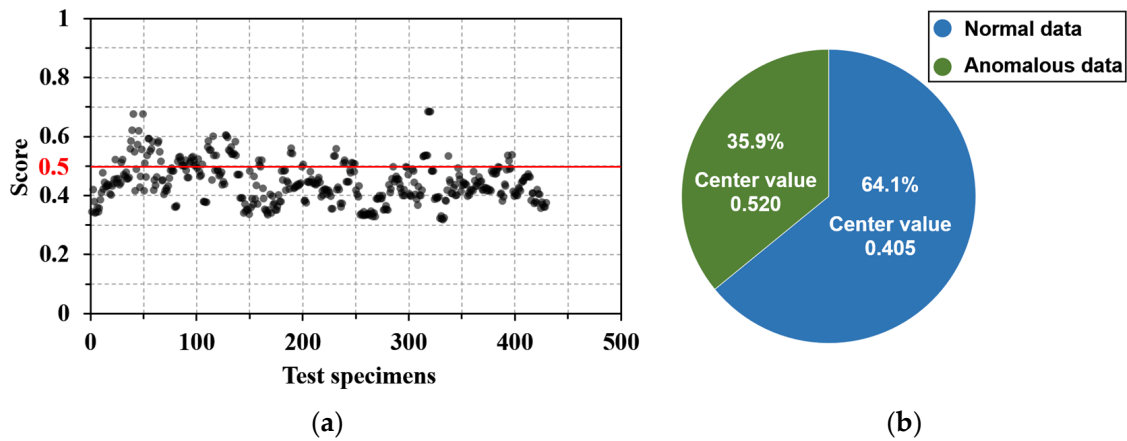 1
0.8
0.6
0.5
0.4
0.2
0
Score
0 100 200 300 400 500
Test specimens
(a)
Normal data
Anomalous data
35.9%
Center value
0.520
64.1%
Center value
0.405
(b)